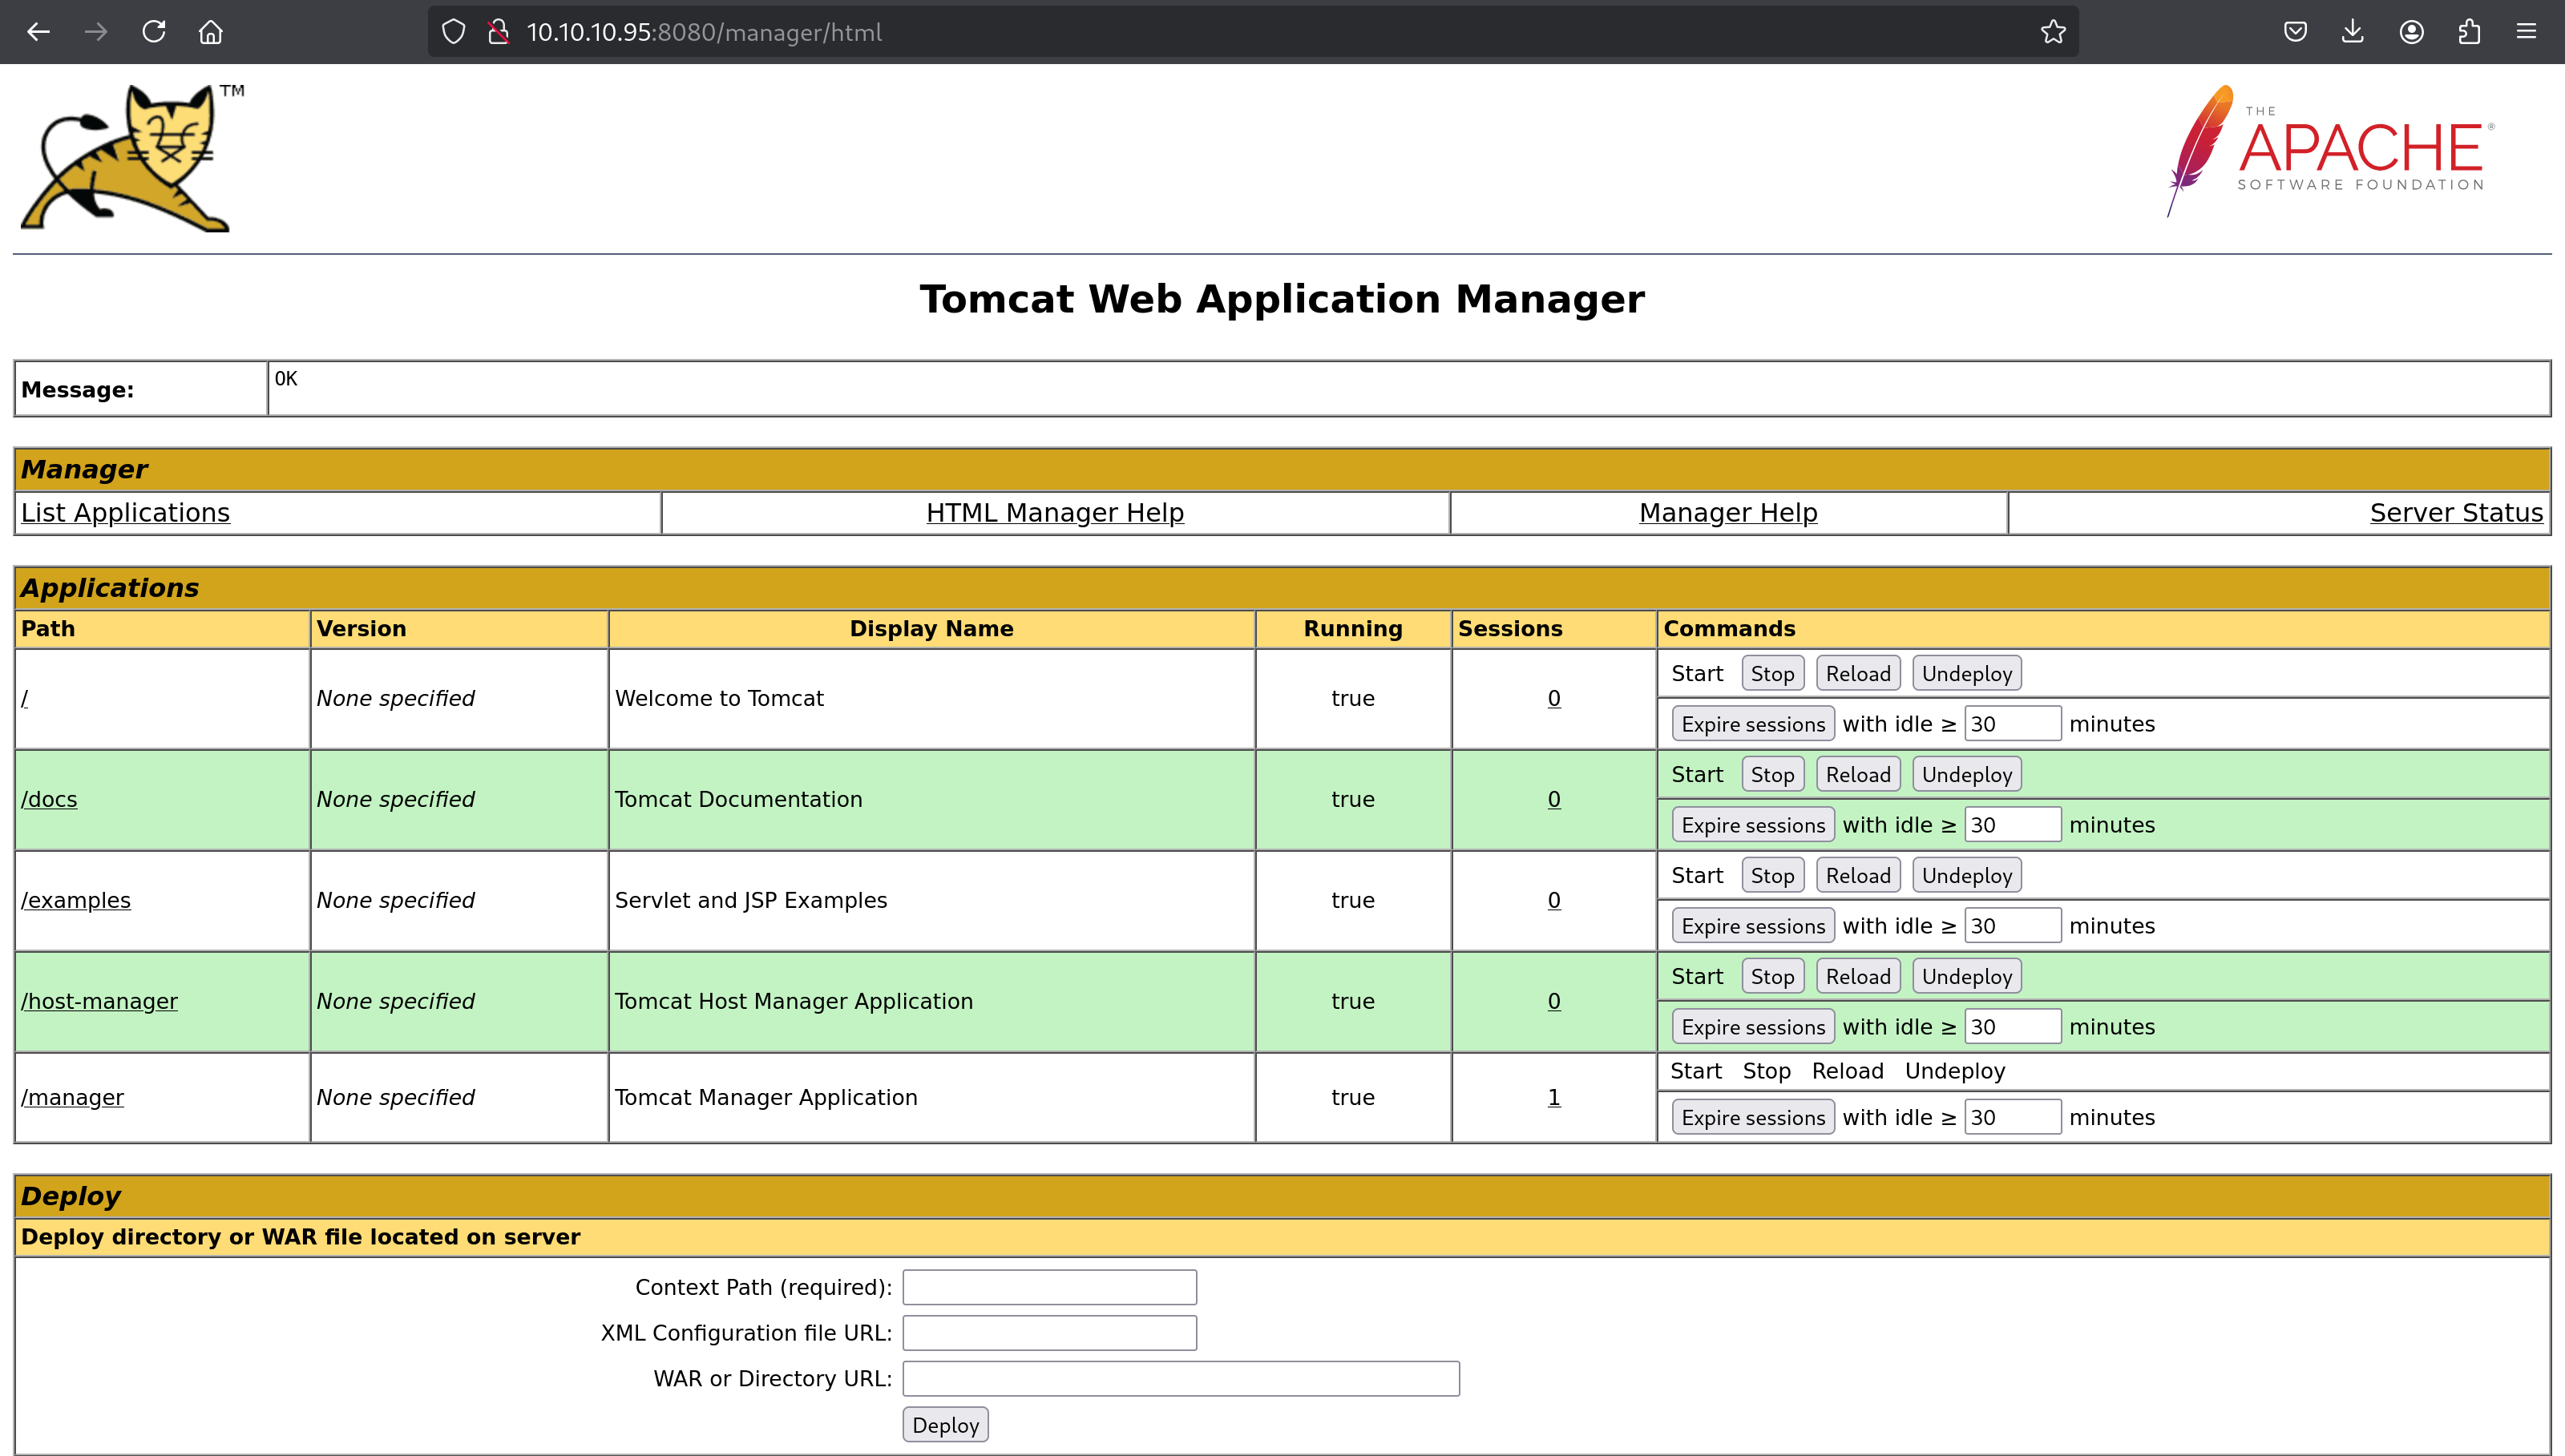 10.10.10.95:8080/manager/html
TM
THE
APACHE®
SOFTWARE FOUNDATION
Tomcat Web Application Manager
Message: OK
Manager
List Applications HTML Manager Help Manager Help Server Status
Applications
Path Version Display Name Running Sessions Commands
/ None specified Welcome to Tomcat true 0 Start Stop Reload Undeploy
Expire sessions with idle ≥ 30 minutes
/docs None specified Tomcat Documentation true 0 Start Stop Reload Undeploy
Expire sessions with idle ≥ 30 minutes
/examples None specified Servlet and JSP Examples true 0 Start Stop Reload Undeploy
Expire sessions with idle ≥ 30 minutes
/host-manager None specified Tomcat Host Manager Application true 0 Start Stop Reload Undeploy
Expire sessions with idle ≥ 30 minutes
/manager None specified Tomcat Manager Application true 1 Start Stop Reload Undeploy
Expire sessions with idle ≥ 30 minutes
Deploy
Deploy directory or WAR file located on server
Context Path (required):
XML Configuration file URL:
WAR or Directory URL:
Deploy